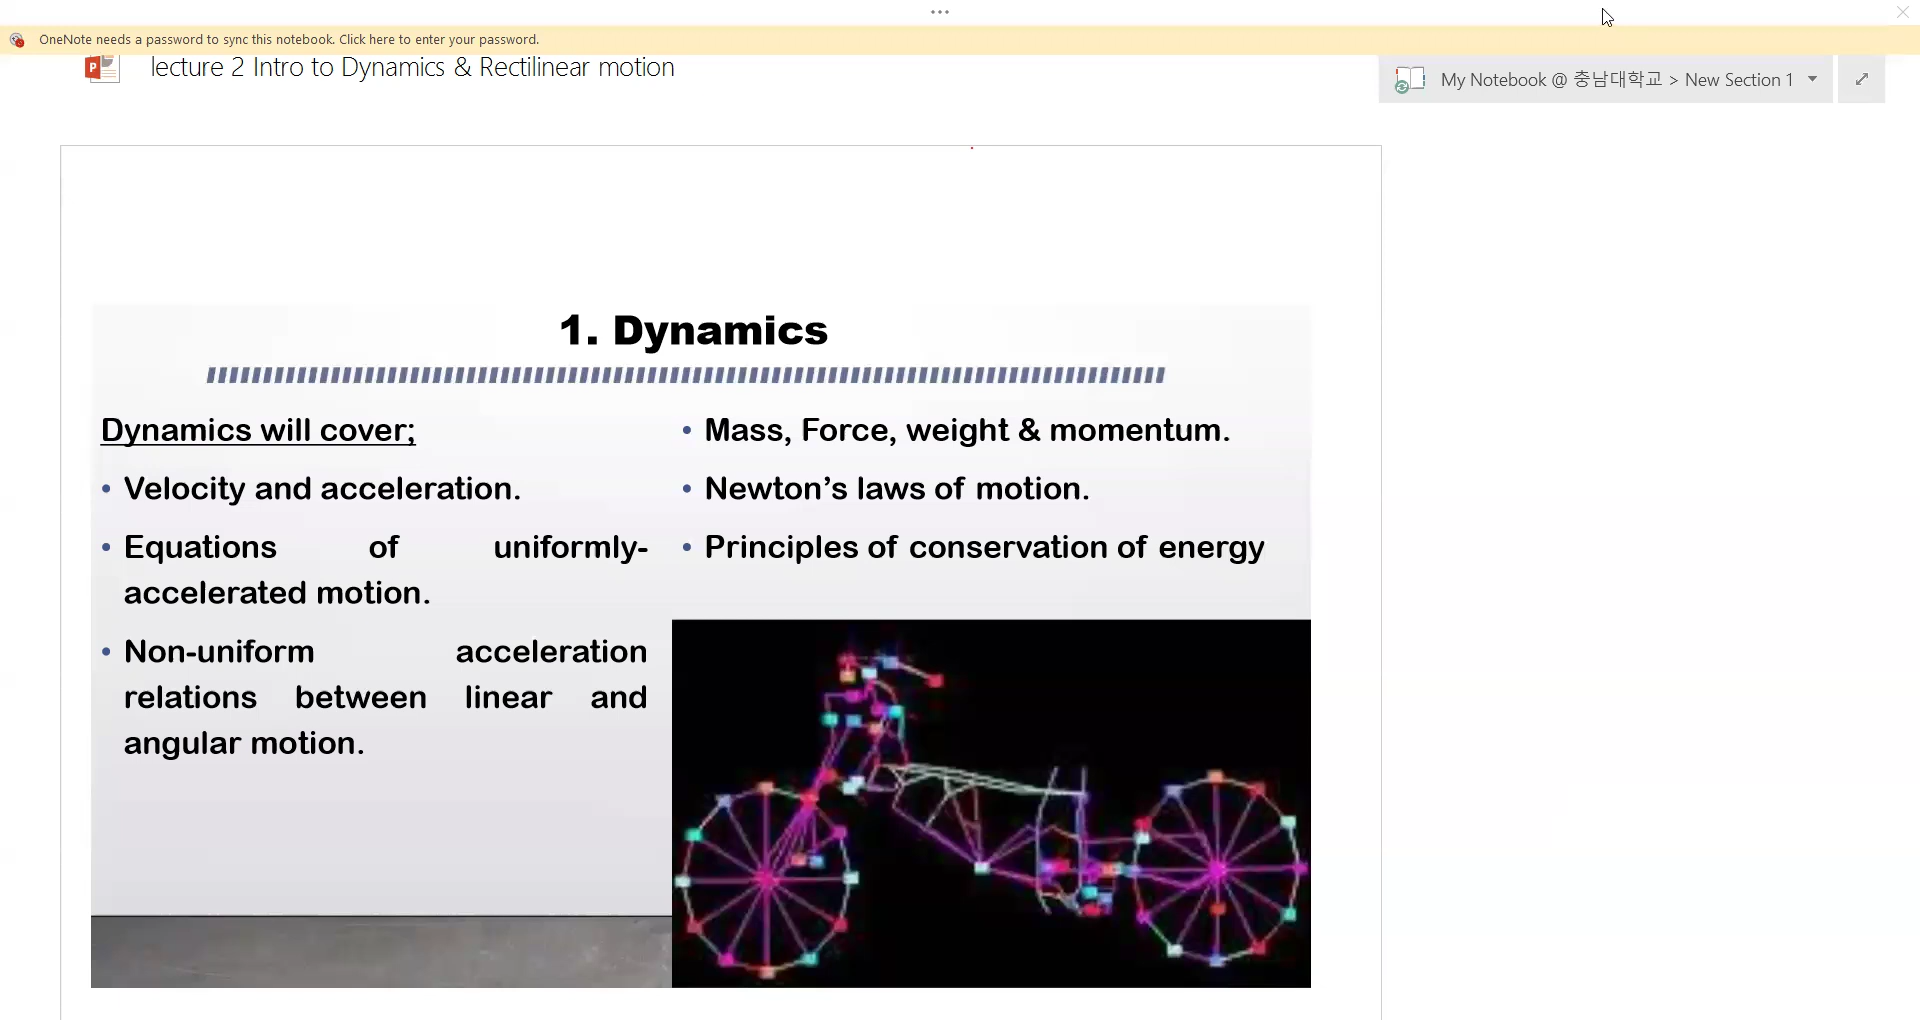 OneNote needs a password to sync this notebook. Click here to enter your password.
lecture 2 Intro to Dynamics & Rectilinear motion
My Notebook @ 충남대학교 > New Section 1
1. Dynamics
Dynamics will cover;
• Velocity and acceleration.
• Equations of uniformly-
accelerated motion.
• Non-uniform acceleration
relations between linear and
angular motion.
• Mass, Force, weight & momentum.
• Newton’s laws of motion.
• Principles of conservation of energy